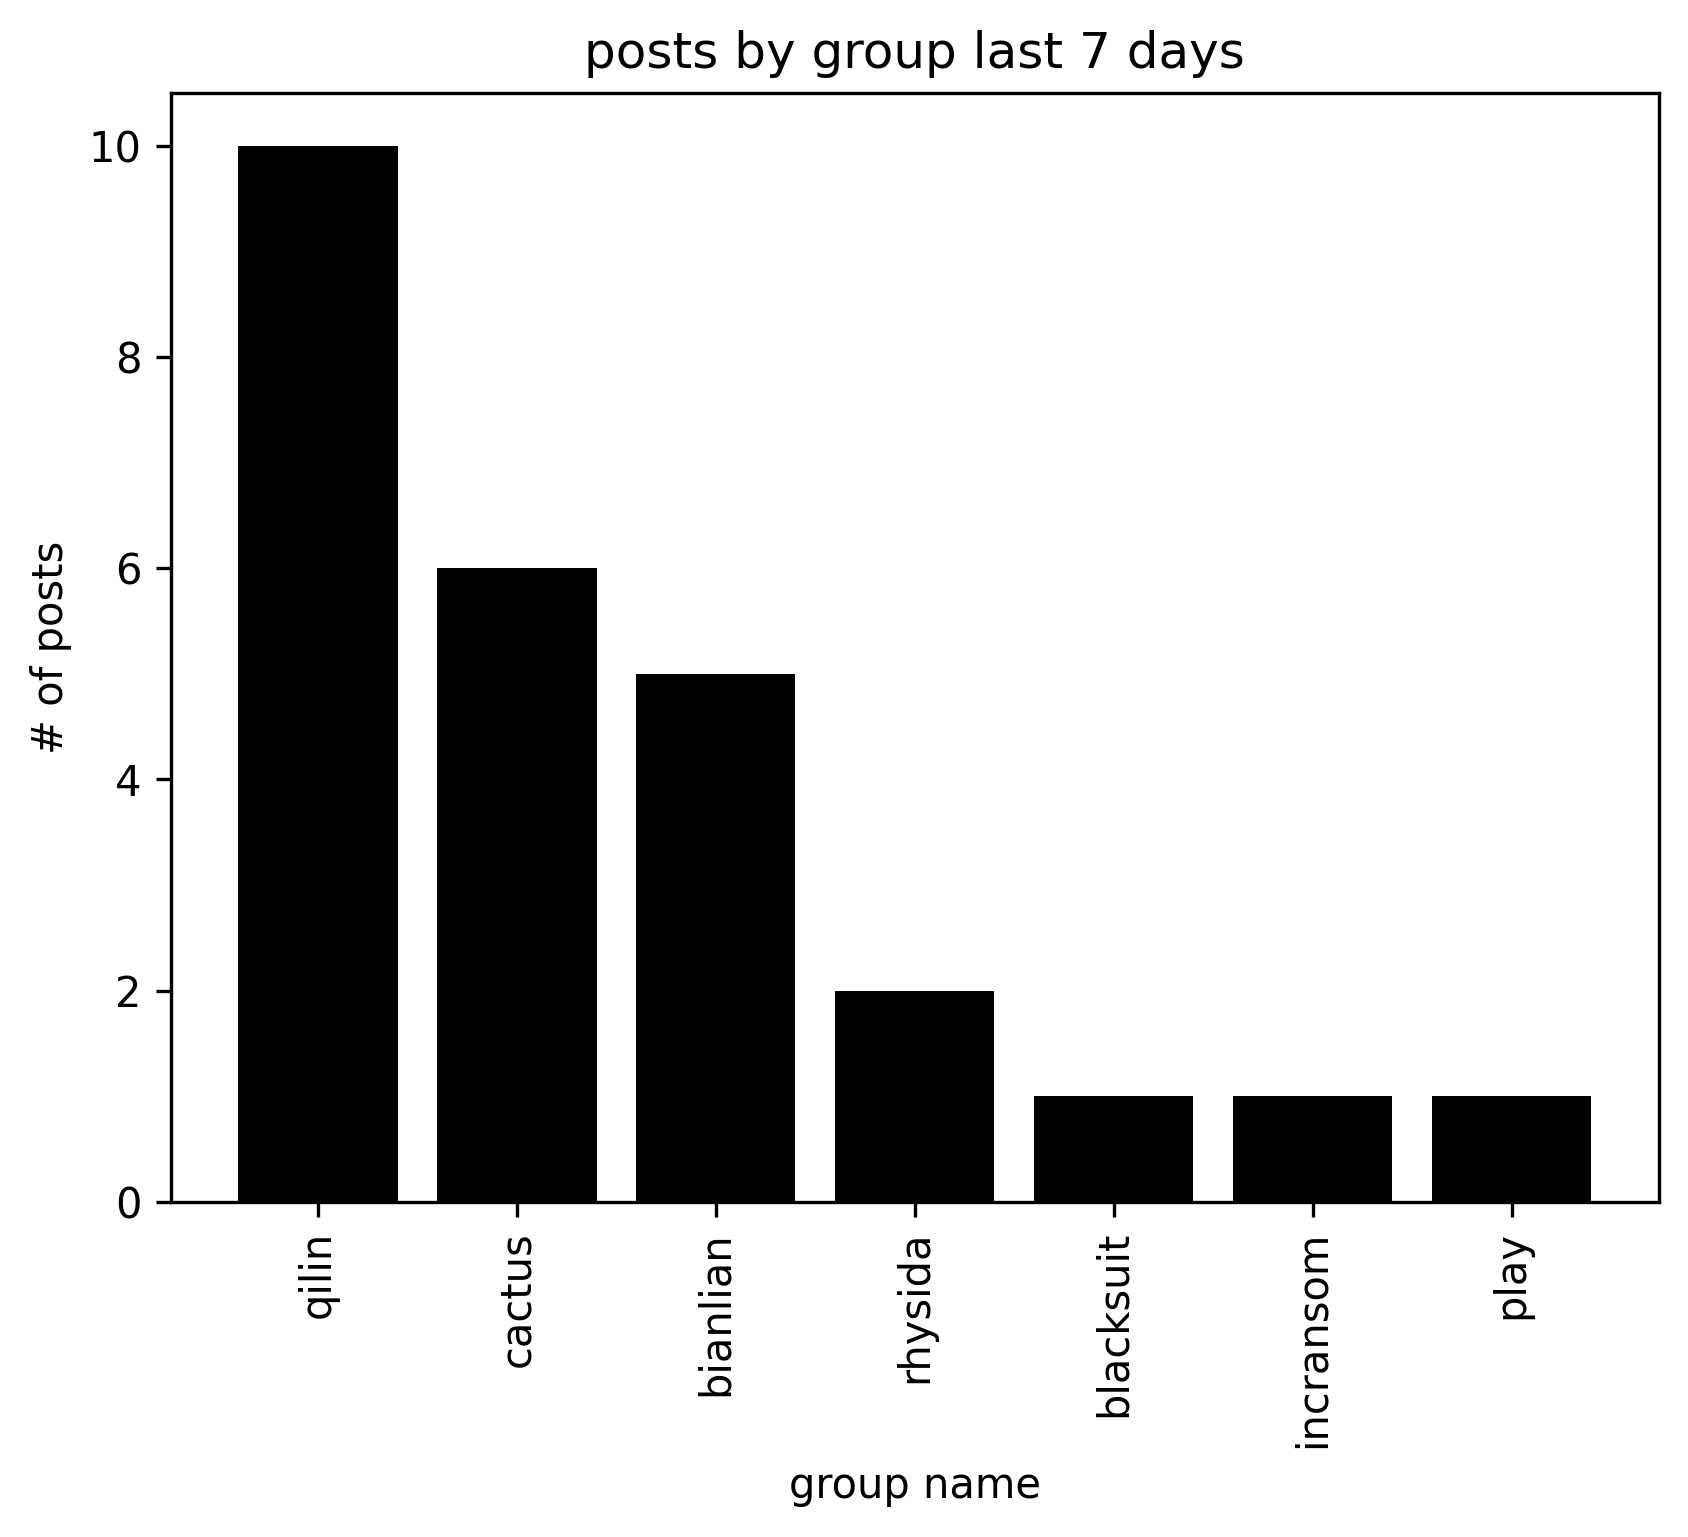 posts by group last 7 days
# of posts
10
8
6
4
2
0
qilin
cactus
bianlian
rhysida
blacksuit
incransom
play
group name